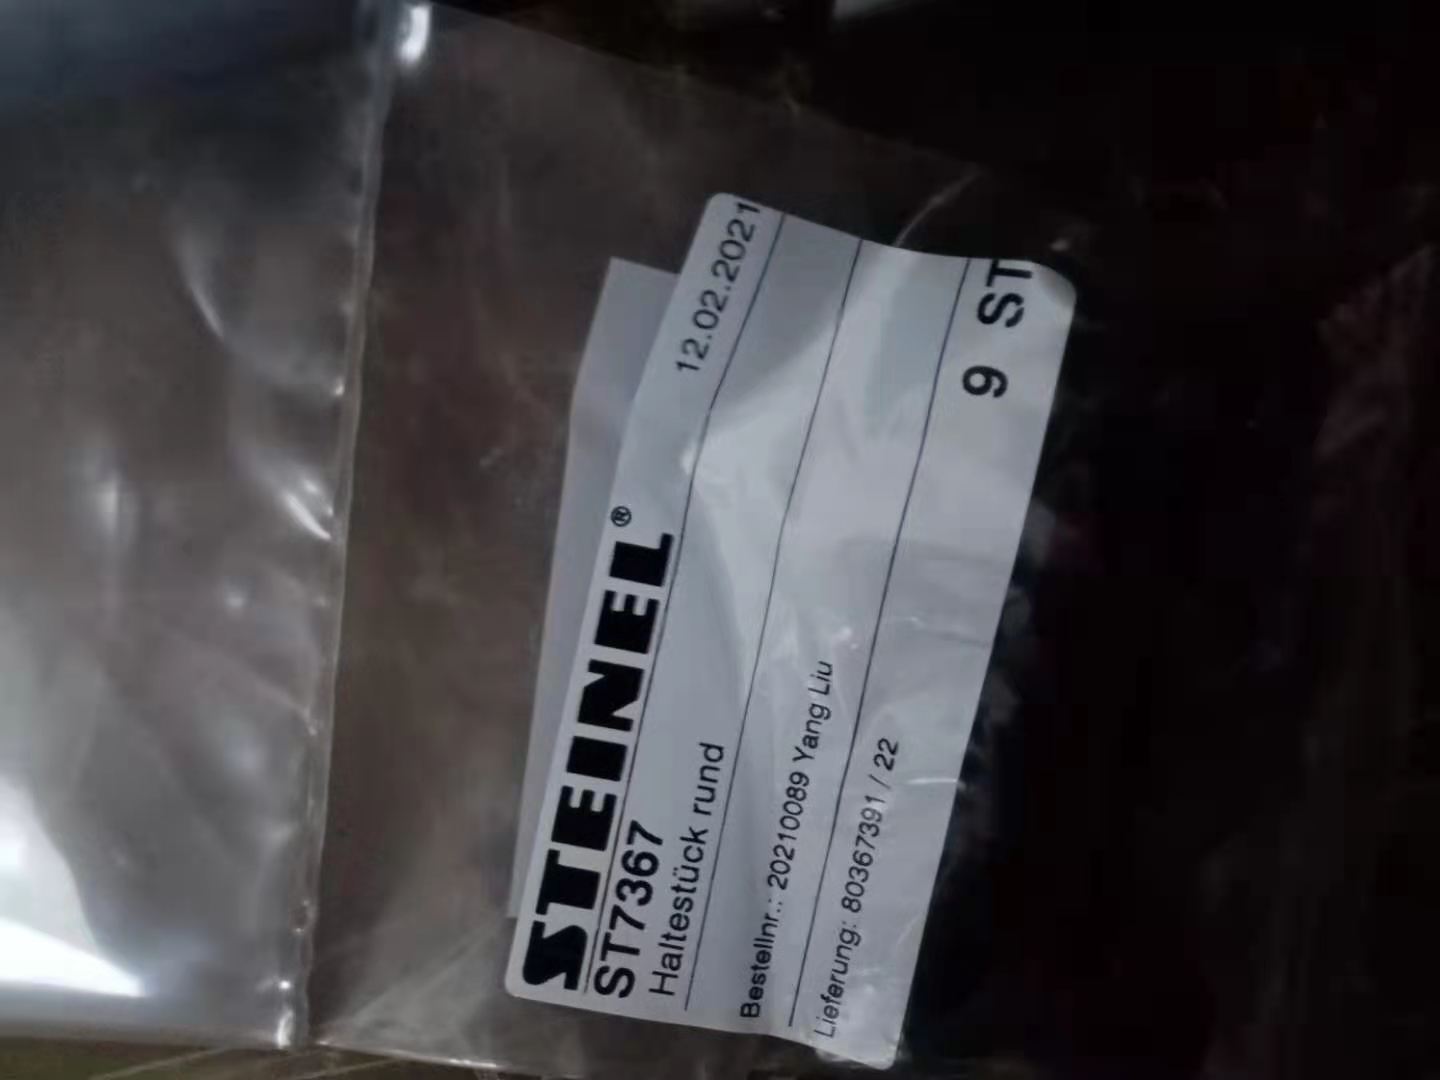 STEINEL® 12.02.2021
ST7367
Haltestück rund
Bestellnr.: 20210089 Yang Liu
Lieferung: 80367391 / 22
9 ST